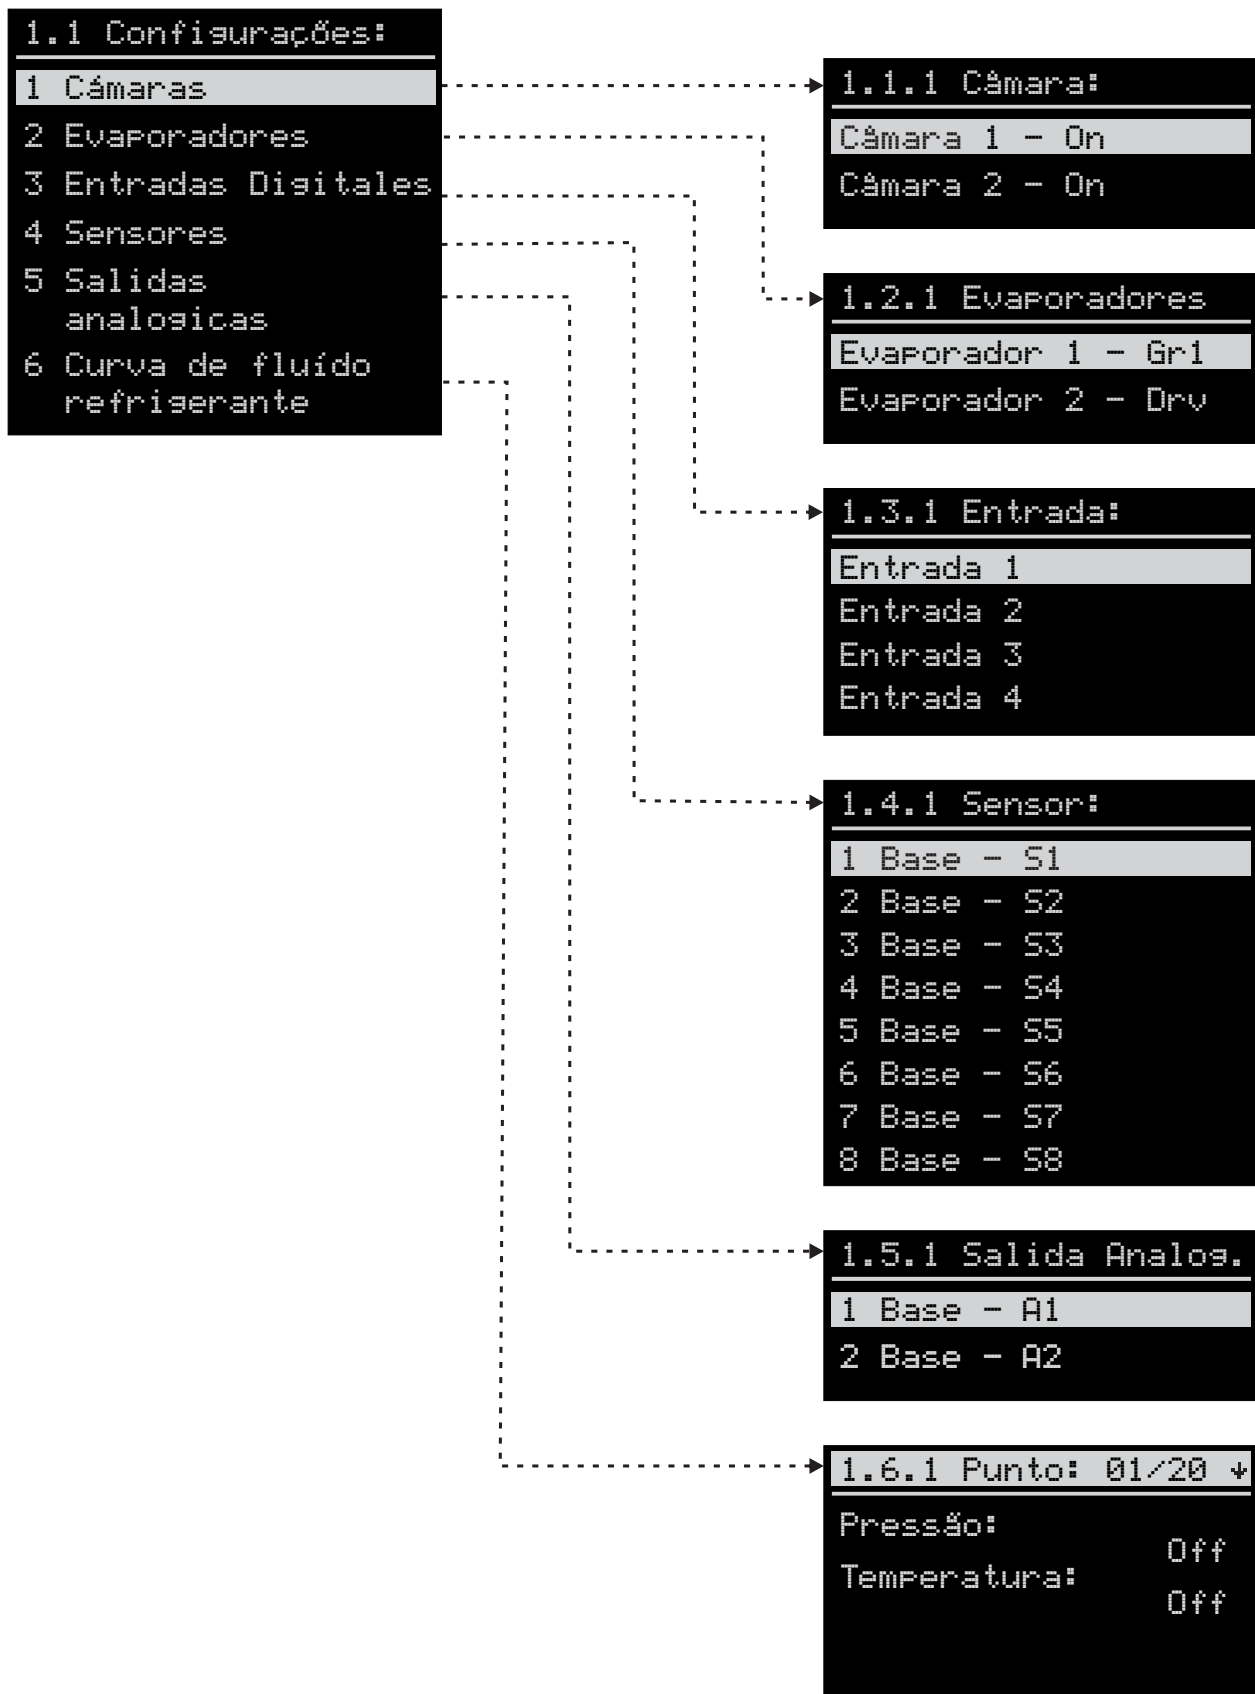 1.1 Configurações:
1 Cámaras
2 Evaporadores
3 Entradas Digitales
4 Sensores
5 Salidas
analogicas
6 Curva de fluído
refrigerante
1.1.1 Câmara:
Câmara 1 - On
Câmara 2 - On
1.2.1 Evaporadores
Evaporador 1 - Gr1
Evaporador 2 - Drv
1.3.1 Entrada:
Entrada 1
Entrada 2
Entrada 3
Entrada 4
1.4.1 Sensor:
1 Base - S1
2 Base - S2
3 Base - S3
4 Base - S4
5 Base - S5
6 Base - S6
7 Base - S7
8 Base - S8
1.5.1 Salida Analog.
1 Base - A1
2 Base - A2
1.6.1 Punto: 01/20 ↓
Pressão:
Off
Temperatura:
Off